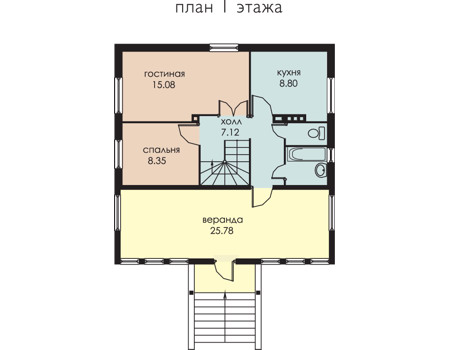 план 1 этажа
гостиная
15.08
кухня
8.80
холл
7.12
спальня
8.35
веранда
25.78